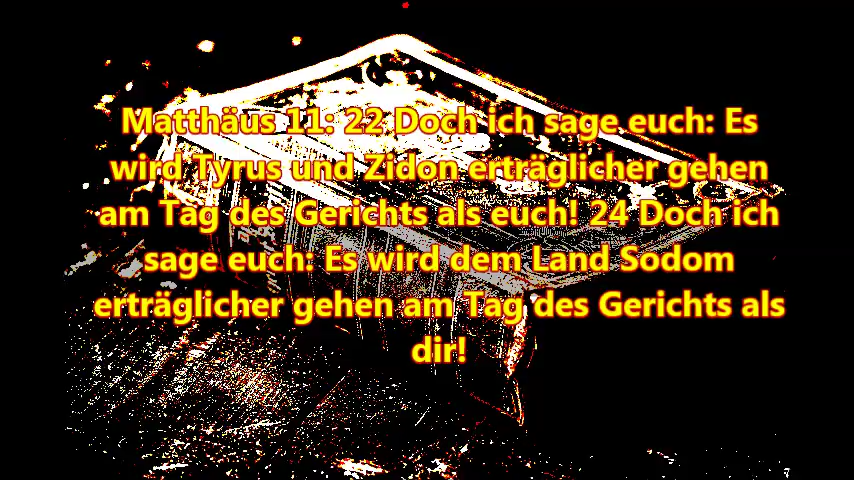 Matthäus 11: 22 Doch ich sage euch: Es
wird Tyrus und Zidon erträglicher gehen
am Tag des Gerichts als euch! 24 Doch ich
sage euch: Es wird dem Land Sodom
erträglicher gehen am Tag des Gerichts als
dir!